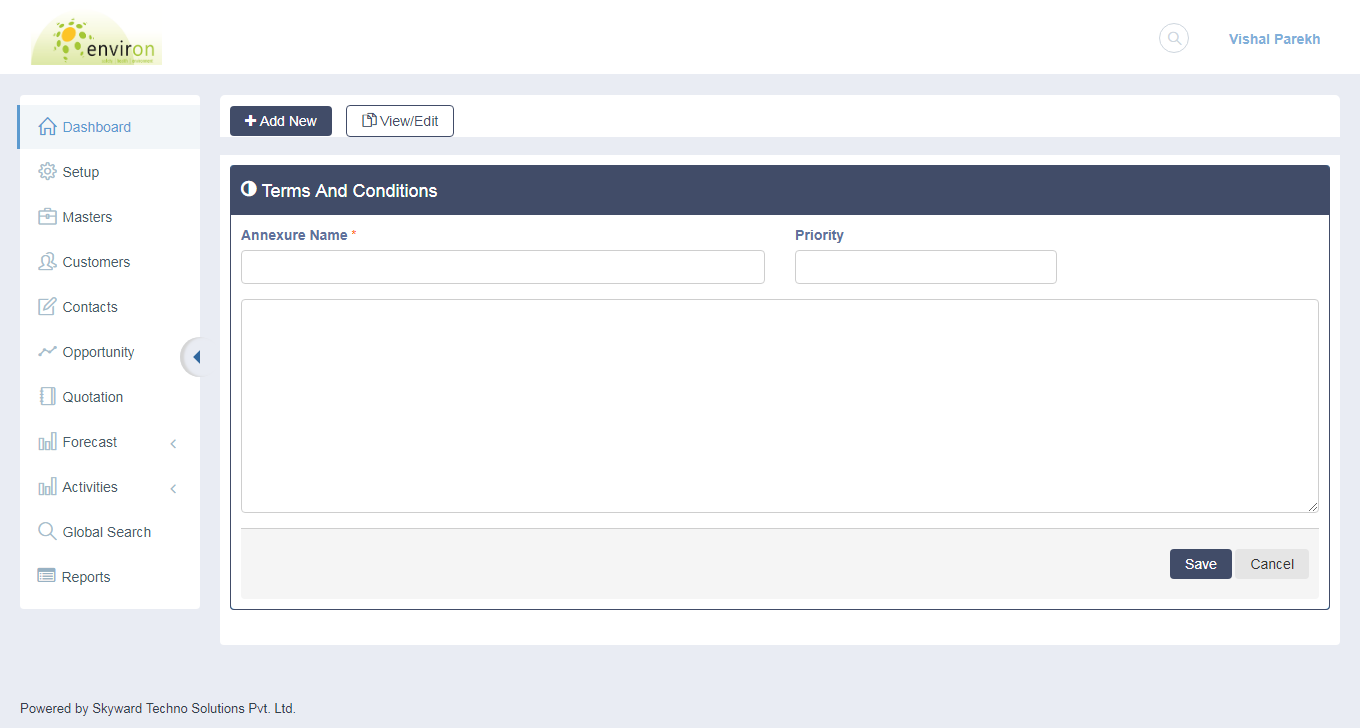 environ
Vishal Parekh
Dashboard
Setup
Masters
Customers
Contacts
Opportunity
Quotation
Forecast
Activities
Global Search
Reports
Add New
View/Edit
Terms And Conditions
Annexure Name *
Priority
Save
Cancel
Powered by Skyward Techno Solutions Pvt. Ltd.